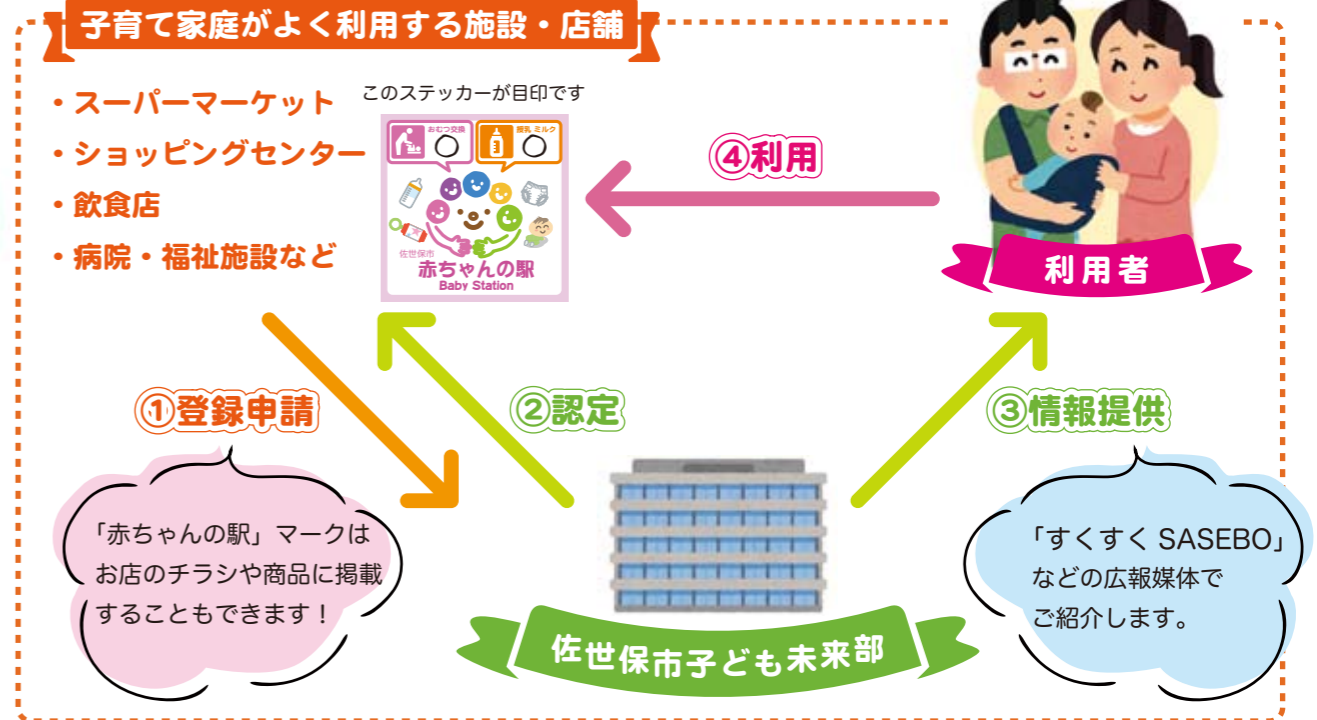 子育て家庭がよく利用する施設・店舗
・スーパーマーケット
・ショッピングセンター
・飲食店
・病院・福祉施設など
このステッカーが目印です
おむつ交換
授乳 ミルク
佐世保市
赤ちゃんの駅
Baby Station
④利用
利用者
①登録申請
②認定
③情報提供
「赤ちゃんの駅」マークは
お店のチラシや商品に掲載
することもできます！
「すくすく SASEBO」
などの広報媒体で
ご紹介します。
佐世保市子ども未来部